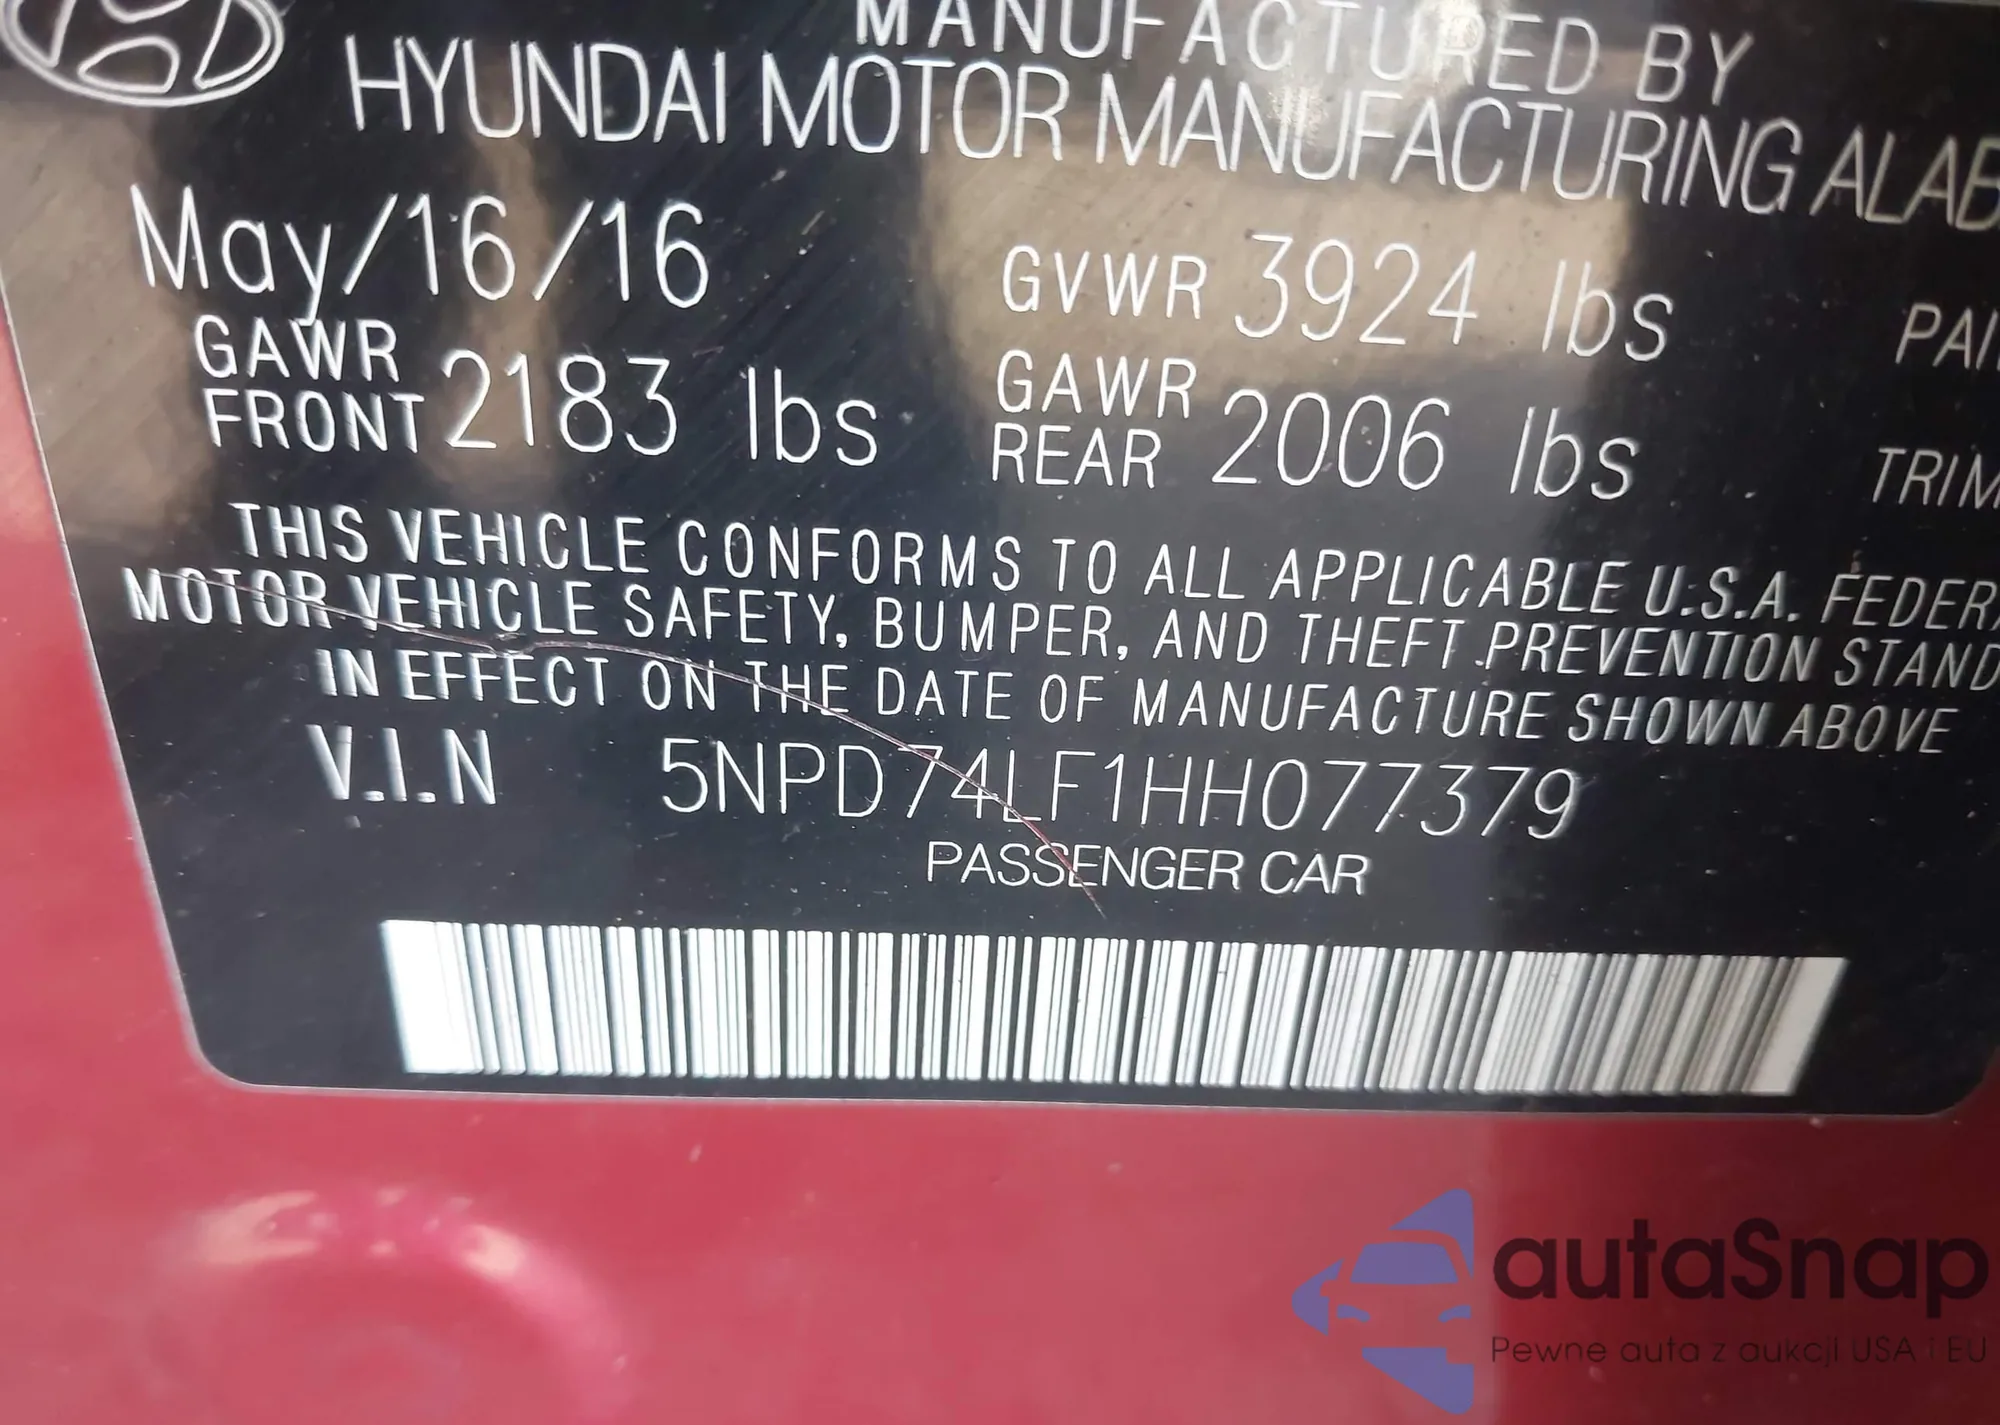 MANUFACTURED BY
HYUNDAI MOTOR MANUFACTURING ALAB
May/16/16 GVWR 3924 lbs PAI
GAWR FRONT 2183 lbs GAWR REAR 2006 lbs TRIM
THIS VEHICLE CONFORMS TO ALL APPLICABLE U.S.A. FEDERA
MOTOR VEHICLE SAFETY, BUMPER, AND THEFT PREVENTION STAND
IN EFFECT ON THE DATE OF MANUFACTURE SHOWN ABOVE
V.I.N 5NPD74LF1HH077379
PASSENGER CAR
autaSnap
Pewne auta z aukcji USA i EU